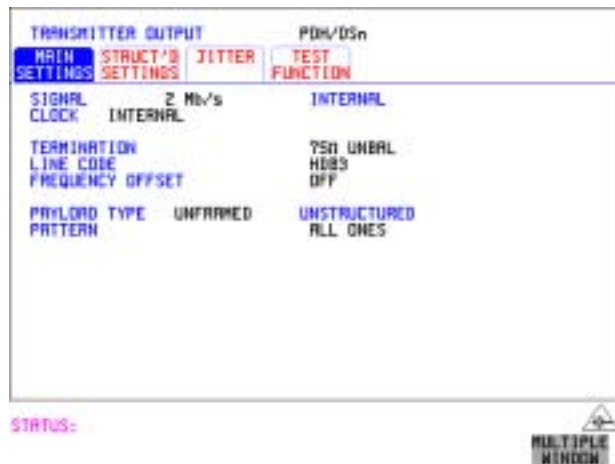 TRANSMITTER OUTPUT PDH/DSn
MAIN SETTINGS STRUCT'D SETTINGS JITTER TEST FUNCTION
SIGNAL 2 Mb/s INTERNAL
CLOCK INTERNAL
TERMINATION 75Ω UNBAL
LINE CODE HDB3
FREQUENCY OFFSET OFF
PAYLOAD TYPE UNFRAMED UNSTRUCTURED
PATTERN ALL ONES
STATUS:
MULTIPLE
WINDOW